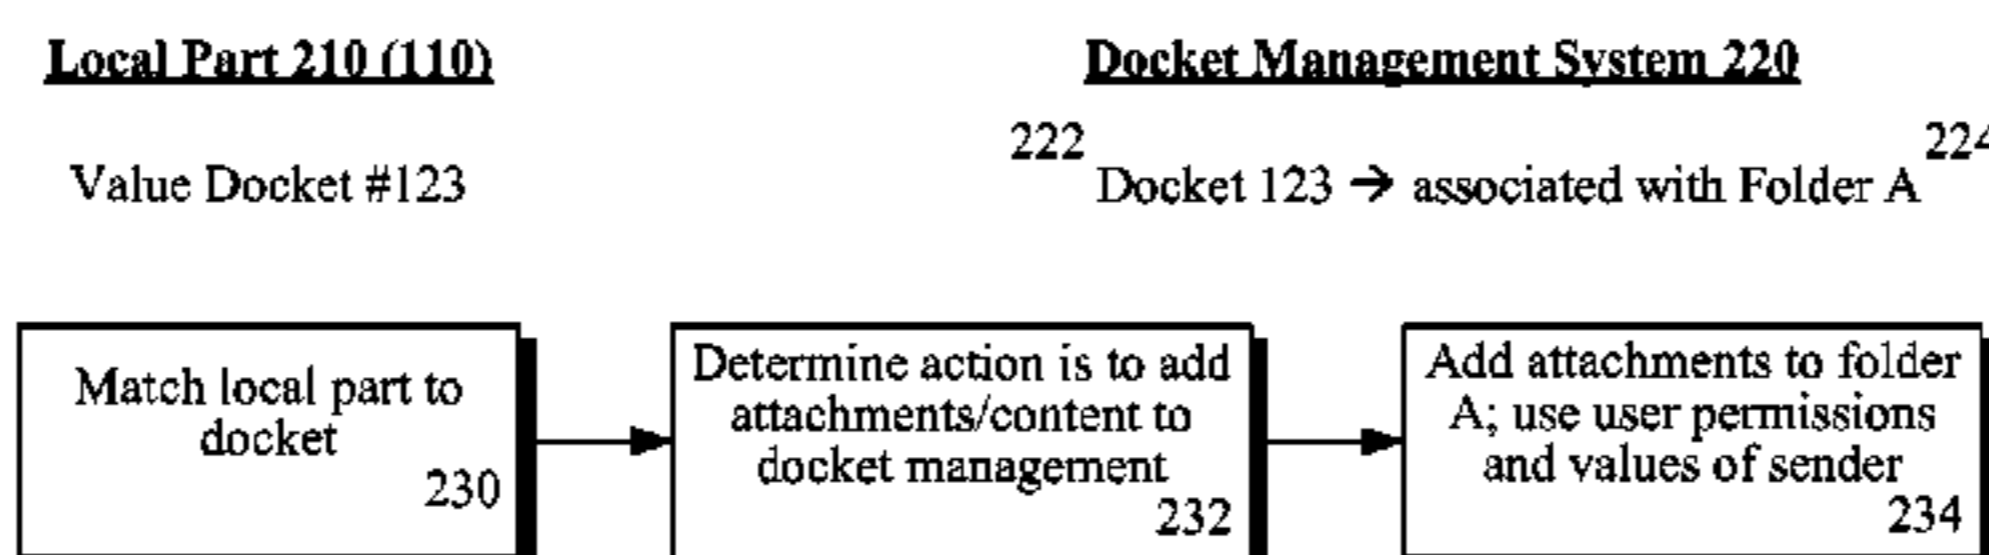 Local Part 210 (110)
Docket Management System 220
222
224
Value Docket #123
Docket 123 → associated with Folder A
Match local part to
docket
230
Determine action is to add
attachments/content to
docket management
232
Add attachments to folder
A; use user permissions
and values of sender
234